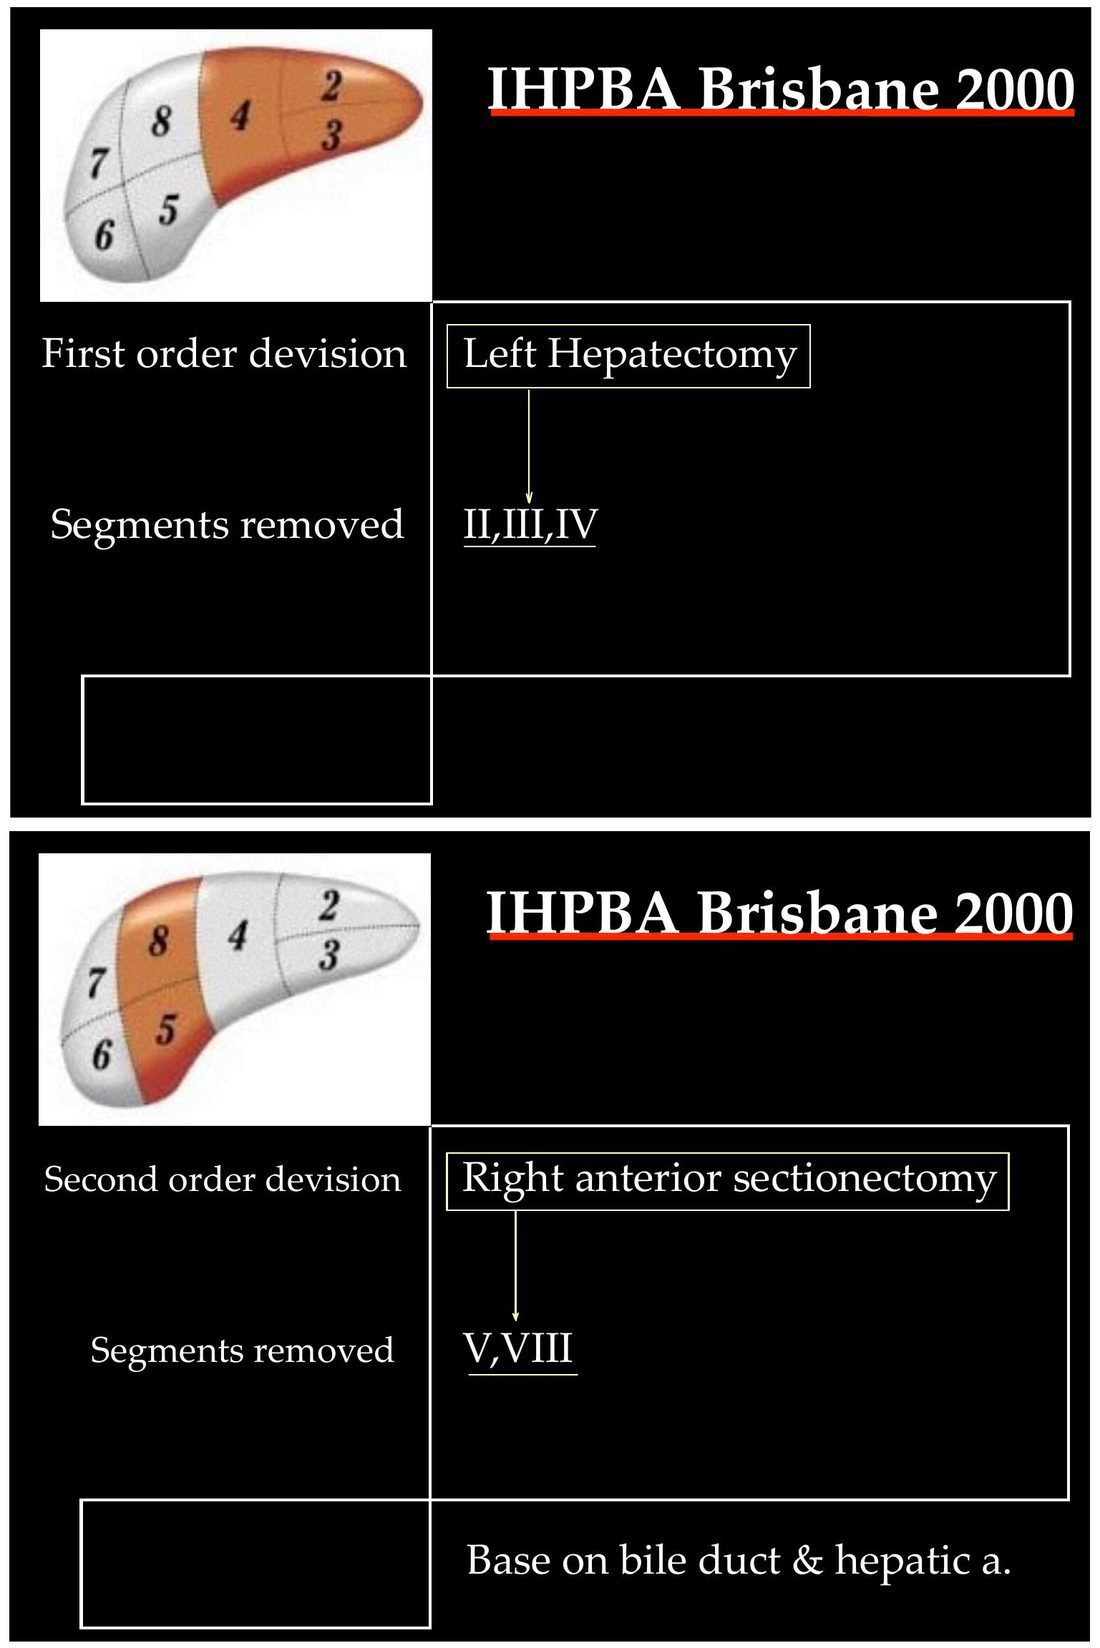 IHPBA Brisbane 2000
2
8
4
3
7
5
6
First order devision
Left Hepatectomy
Segments removed
II,III,IV
IHPBA Brisbane 2000
2
8
4
3
7
5
6
Second order devision
Right anterior sectionectomy
Segments removed
V,VIII
Base on bile duct & hepatic a.